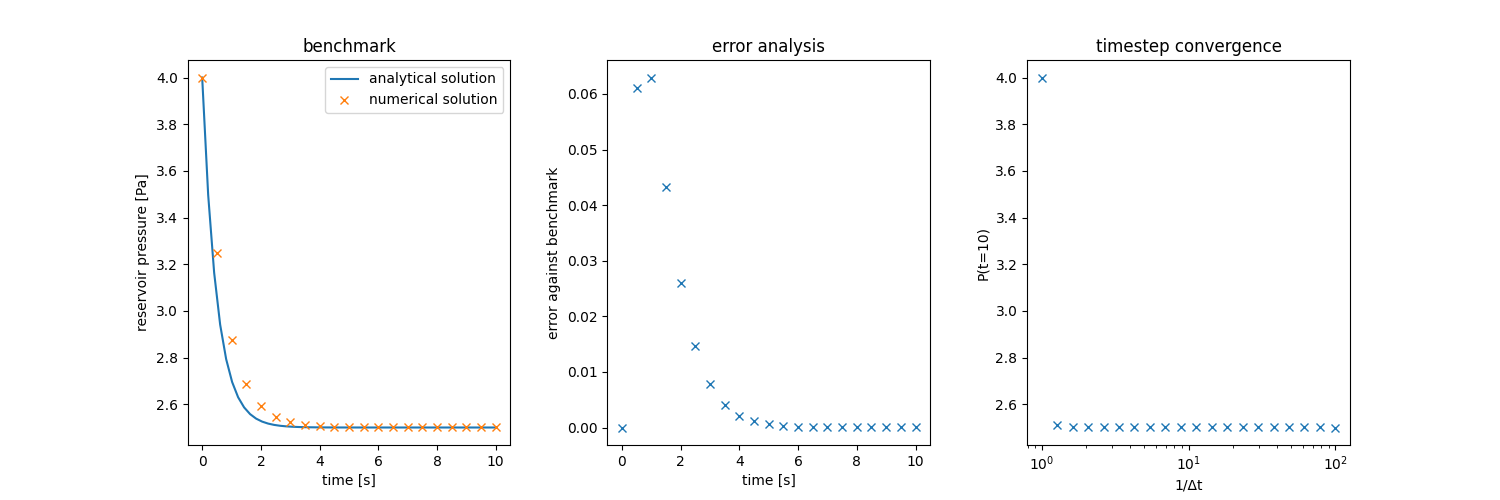 benchmark
4.0
3.8
3.6
3.4
3.2
3.0
2.8
2.6
reservoir pressure [Pa]
analytical solution
numerical solution
0 2 4 6 8 10
time [s]
error analysis
0.06
0.05
0.04
0.03
0.02
0.01
0.00
error against benchmark
0 2 4 6 8 10
time [s]
timestep convergence
4.0
3.8
3.6
3.4
3.2
3.0
2.8
2.6
P(t=10)
10⁰ 10¹ 10²
1/Δt